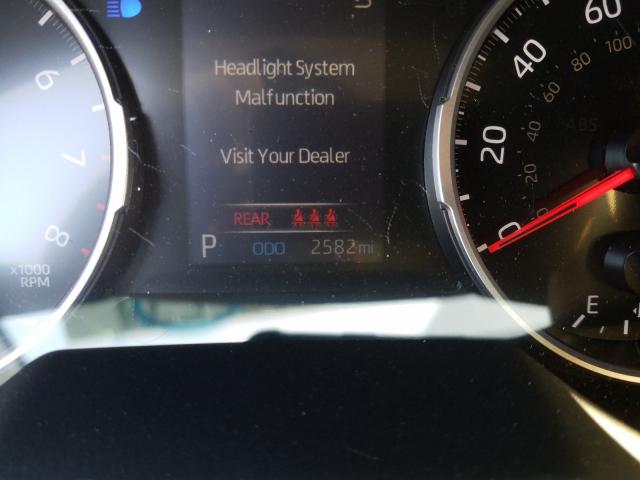 Headlight System
Malfunction
Visit Your Dealer
REAR
P ODO 2582mi
6
7
8
x1000
RPM
0
20
40
60
20
40
60
80
100
ABS
E